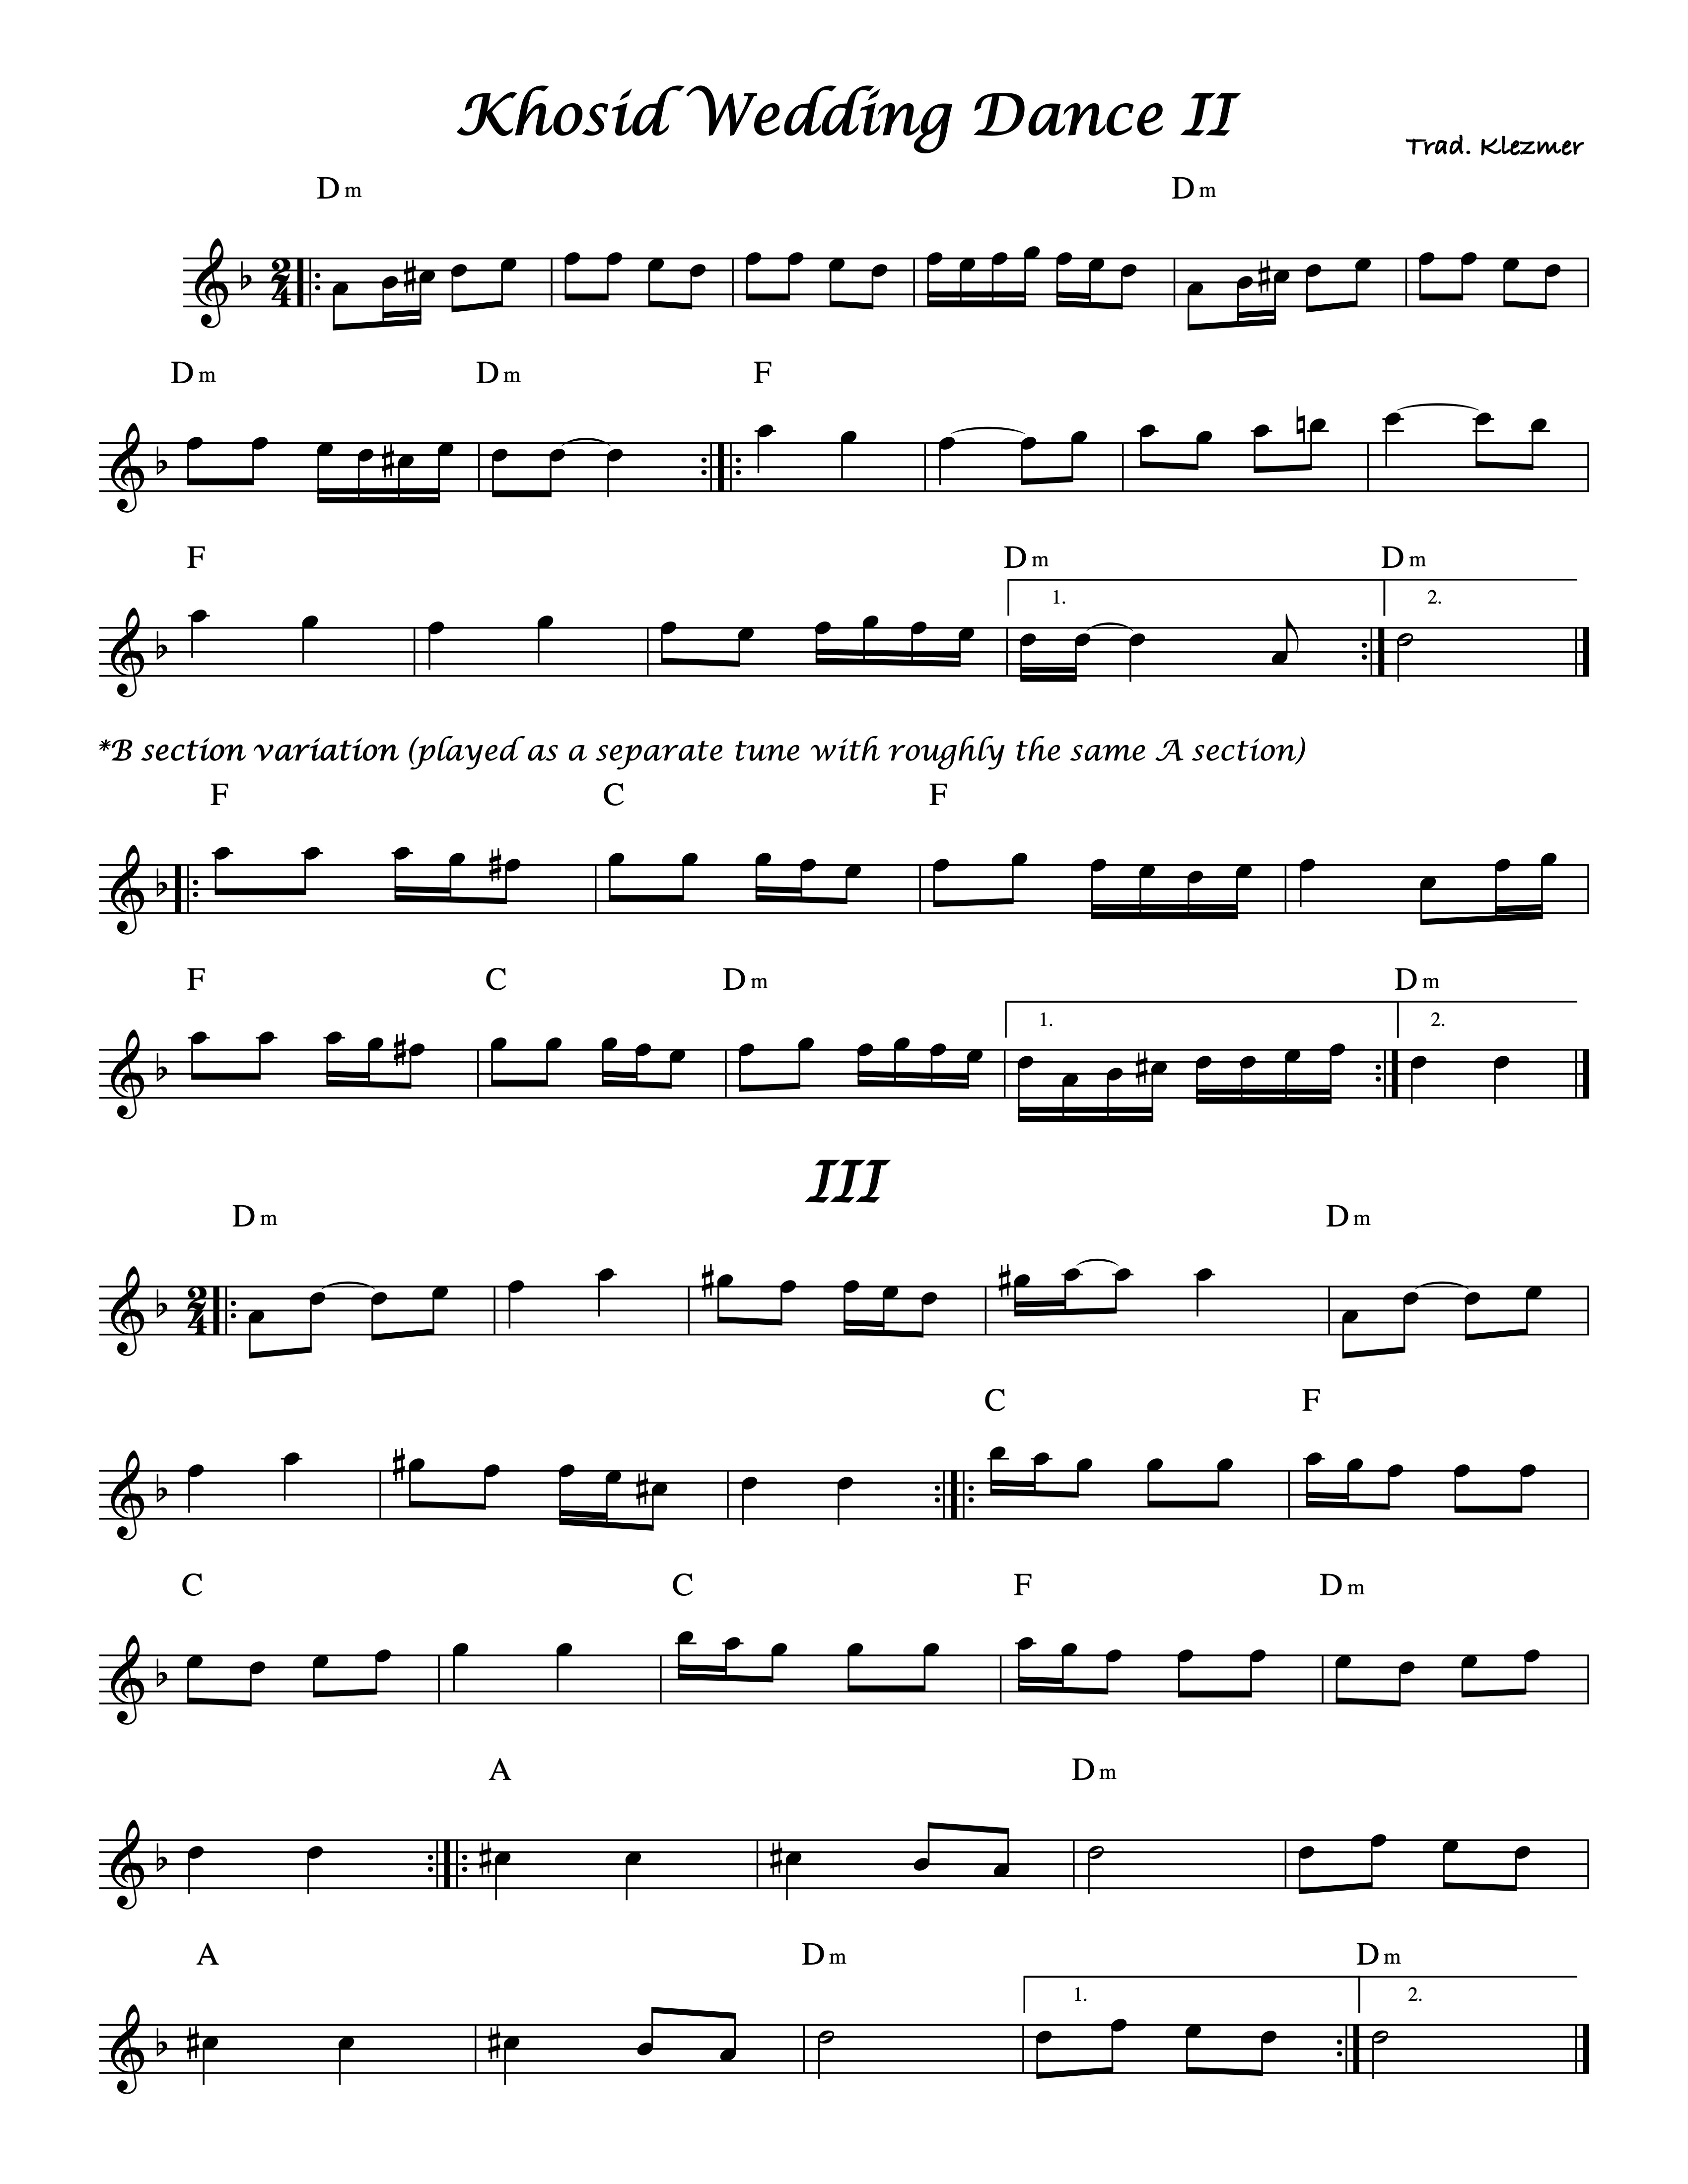 Khosid Wedding Dance II
Trad. Klezmer
Dm Dm
2
4
Dm Dm F
F Dm Dm
1. 2.
*B section variation (played as a separate tune with roughly the same A section)
F C F
F C Dm Dm
1. 2.
III
Dm Dm
2
4
C F
C C F Dm
A Dm
A Dm Dm
1. 2.